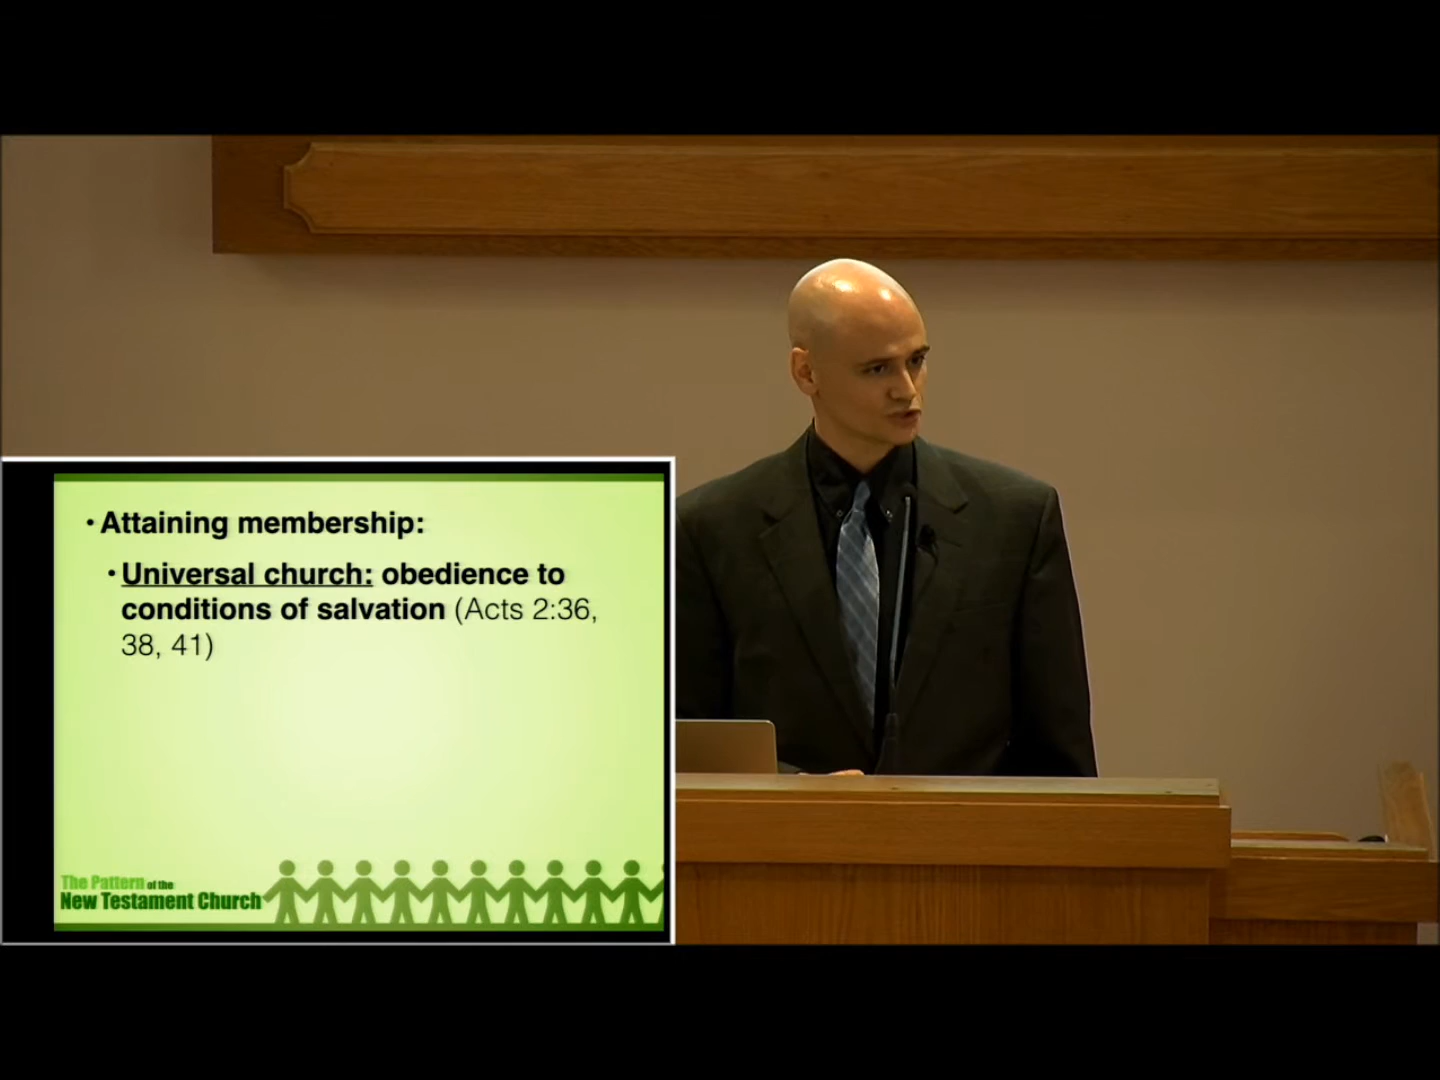 • Attaining membership:
• Universal church: obedience to
conditions of salvation (Acts 2:36,
38, 41)
The Pattern of the
New Testament Church